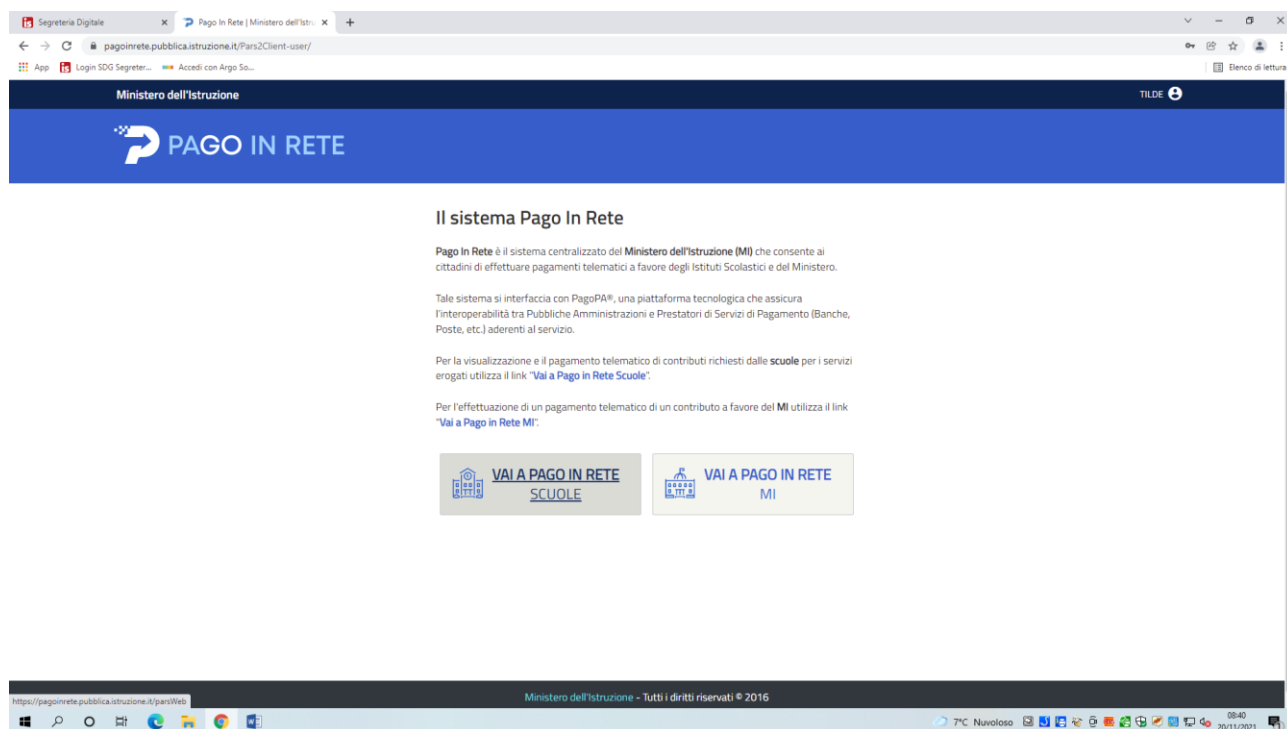 Segreteria Digitale
Pago In Rete | Ministero dell'Istru
pagoinrete.pubblica.istruzione.it/Pars2Client-user/
App Login SDG Segreter... Accedi con Argo So... Elenco di lettura
Ministero dell'Istruzione TILDE
PAGO IN RETE
Il sistema Pago In Rete
Pago In Rete è il sistema centralizzato del Ministero dell'Istruzione (MI) che consente ai
cittadini di effettuare pagamenti telematici a favore degli Istituti Scolastici e del Ministero.
Tale sistema si interfaccia con PagoPA®, una piattaforma tecnologica che assicura
l'interoperabilità tra Pubbliche Amministrazioni e Prestatori di Servizi di Pagamento (Banche,
Poste, etc.) aderenti al servizio.
Per la visualizzazione e il pagamento telematico di contributi richiesti dalle scuole per i servizi
erogati utilizza il link "Vai a Pago in Rete Scuole".
Per l'effettuazione di un pagamento telematico di un contributo a favore del MI utilizza il link
"Vai a Pago in Rete MI".
VAI A PAGO IN RETE
SCUOLE
VAI A PAGO IN RETE
MI
Ministero dell'Istruzione - Tutti i diritti riservati © 2016
https://pagoinrete.pubblica.istruzione.it/parsWeb
7°C Nuvoloso
08:40
20/11/2021